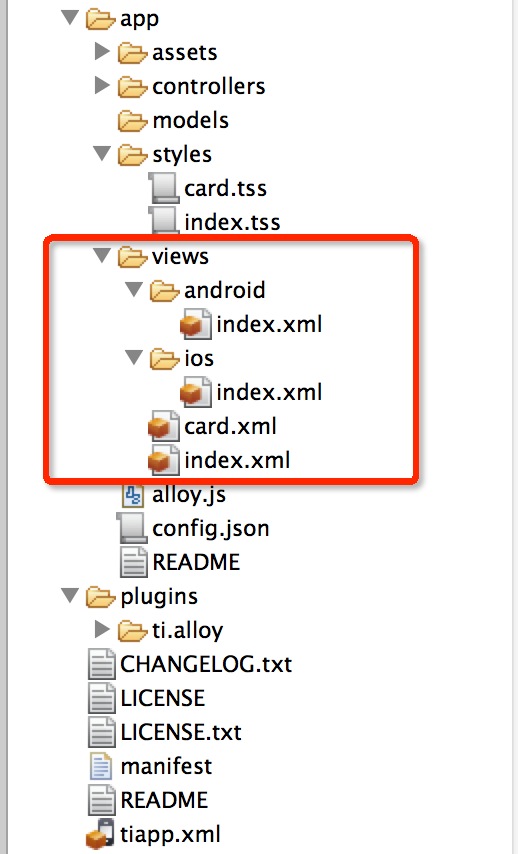 app
assets
controllers
models
styles
card.tss
index.tss
views
android
index.xml
ios
index.xml
card.xml
index.xml
alloy.js
config.json
README
plugins
ti.alloy
CHANGELOG.txt
LICENSE
LICENSE.txt
manifest
README
tiapp.xml